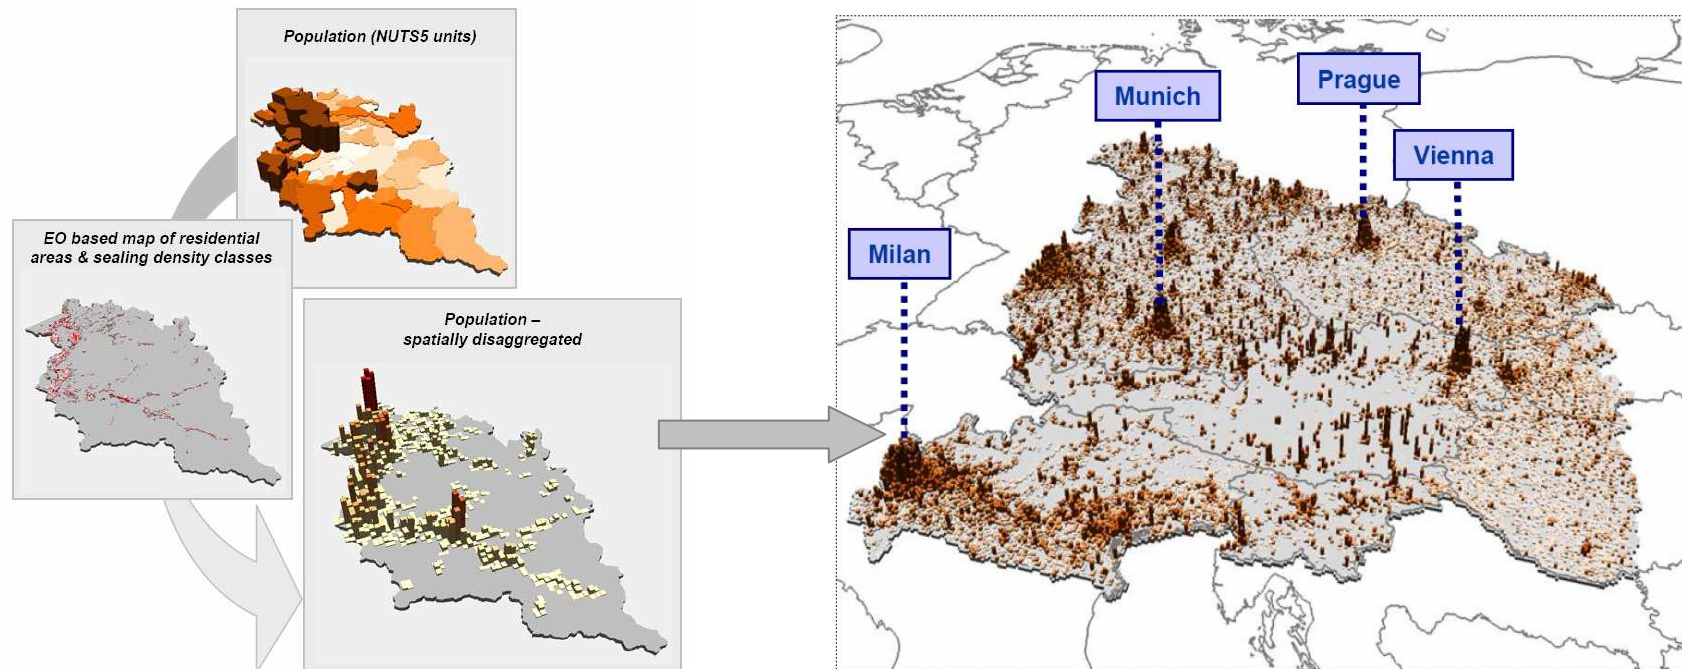 Population (NUTS5 units)
EO based map of residential
areas & sealing density classes
Population –
spatially disaggregated
Munich
Prague
Vienna
Milan